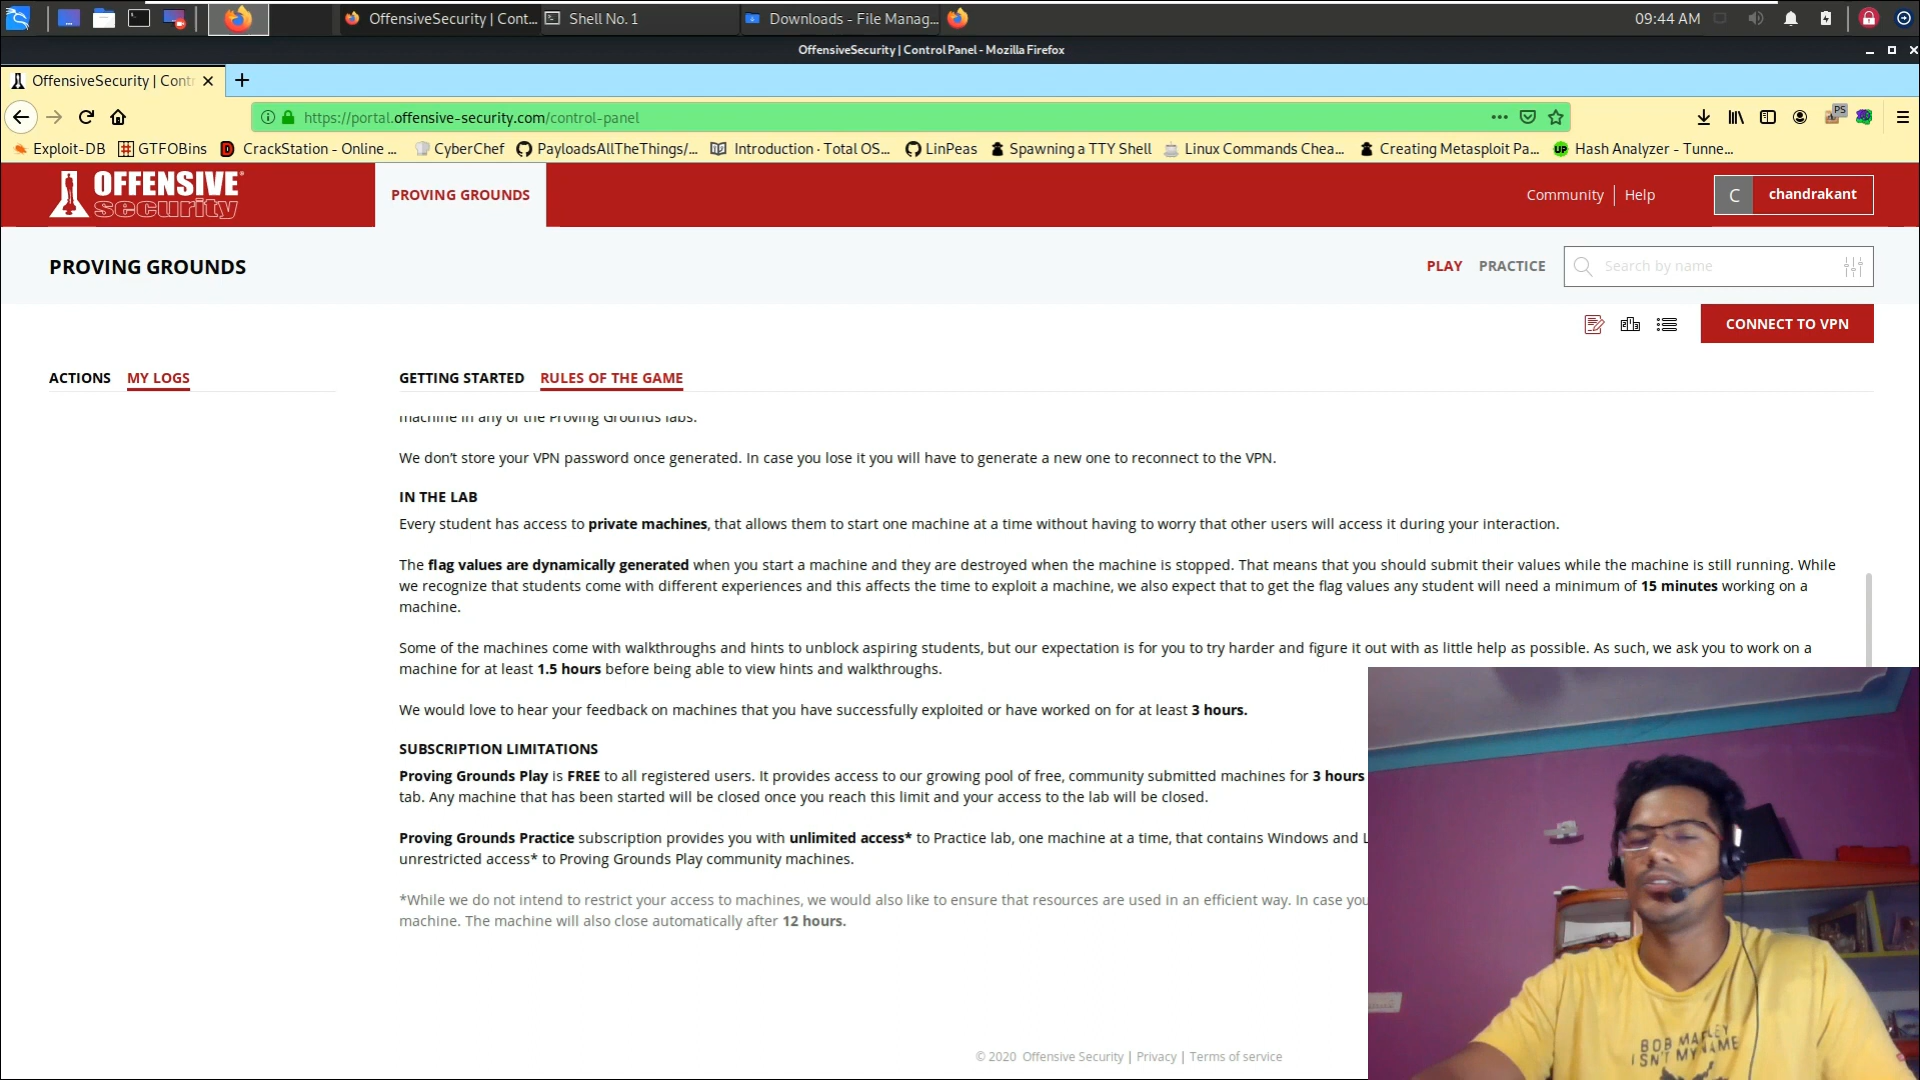 OffensiveSecurity | Cont...
Shell No. 1
Downloads - File Manag...
09:44 AM
OffensiveSecurity | Control Panel - Mozilla Firefox
OffensiveSecurity | Contr
https://portal.offensive-security.com/control-panel
PS
Exploit-DB
GTFOBins
CrackStation - Online ...
CyberChef
PayloadsAllTheThings/...
Introduction · Total OS...
LinPeas
Spawning a TTY Shell
Linux Commands Chea...
Creating Metasploit Pa...
UP
Hash Analyzer - Tunne...
OFFENSIVE
security
PROVING GROUNDS
Community | Help
C chandrakant
PROVING GROUNDS
PLAY PRACTICE
Search by name
CONNECT TO VPN
ACTIONS MY LOGS
GETTING STARTED RULES OF THE GAME
machine in any of the Proving Grounds labs.
We don’t store your VPN password once generated. In case you lose it you will have to generate a new one to reconnect to the VPN.
IN THE LAB
Every student has access to private machines, that allows them to start one machine at a time without having to worry that other users will access it during your interaction.
The flag values are dynamically generated when you start a machine and they are destroyed when the machine is stopped. That means that you should submit their values while the machine is still running. While
we recognize that students come with different experiences and this affects the time to exploit a machine, we also expect that to get the flag values any student will need a minimum of 15 minutes working on a
machine.
Some of the machines come with walkthroughs and hints to unblock aspiring students, but our expectation is for you to try harder and figure it out with as little help as possible. As such, we ask you to work on a
machine for at least 1.5 hours before being able to view hints and walkthroughs.
We would love to hear your feedback on machines that you have successfully exploited or have worked on for at least 3 hours.
SUBSCRIPTION LIMITATIONS
Proving Grounds Play is FREE to all registered users. It provides access to our growing pool of free, community submitted machines for 3 hours
tab. Any machine that has been started will be closed once you reach this limit and your access to the lab will be closed.
Proving Grounds Practice subscription provides you with unlimited access* to Practice lab, one machine at a time, that contains Windows and L
unrestricted access* to Proving Grounds Play community machines.
*While we do not intend to restrict your access to machines, we would also like to ensure that resources are used in an efficient way. In case you
machine. The machine will also close automatically after 12 hours.
© 2020 Offensive Security | Privacy | Terms of service
BOB MARLEY
ISN'T MY NAME